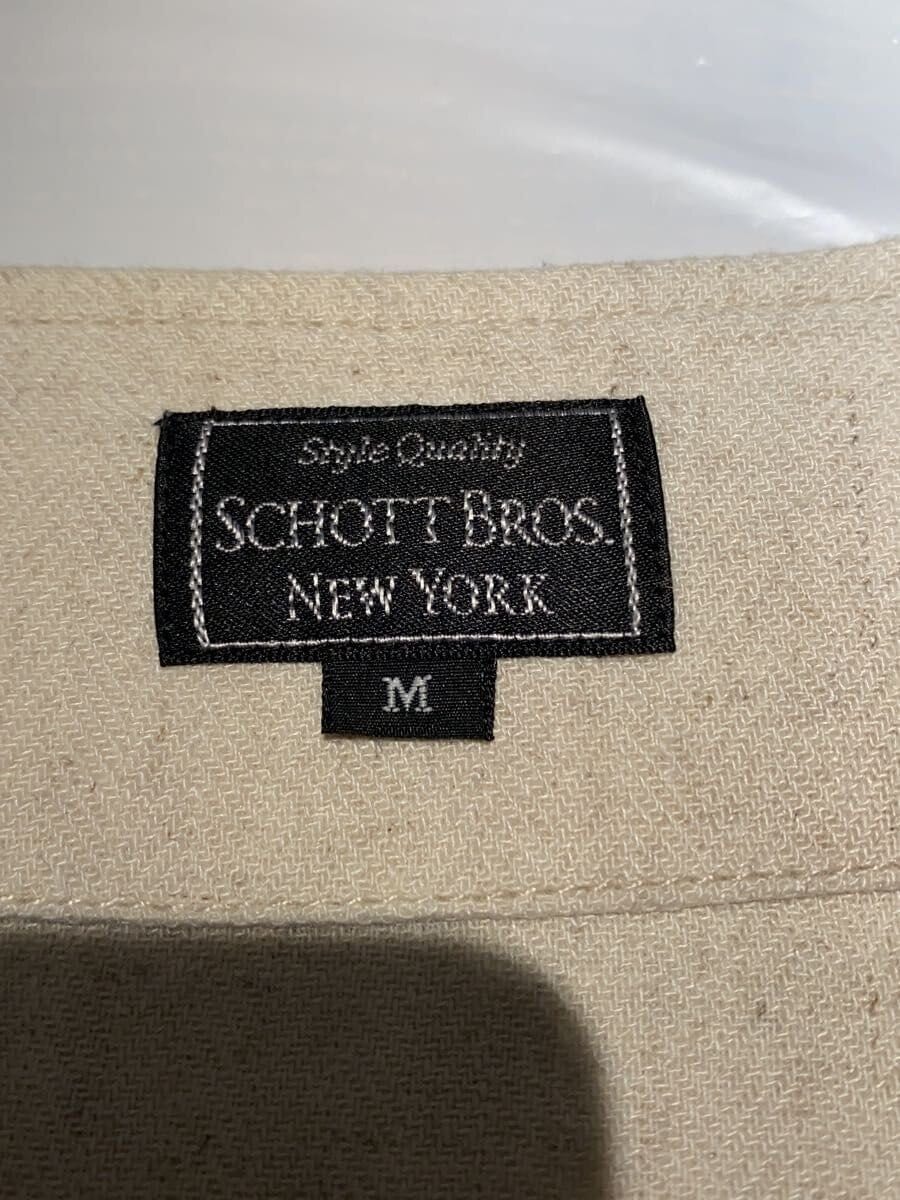 Style Quality
SCHOTT BROS.
NEW YORK
M